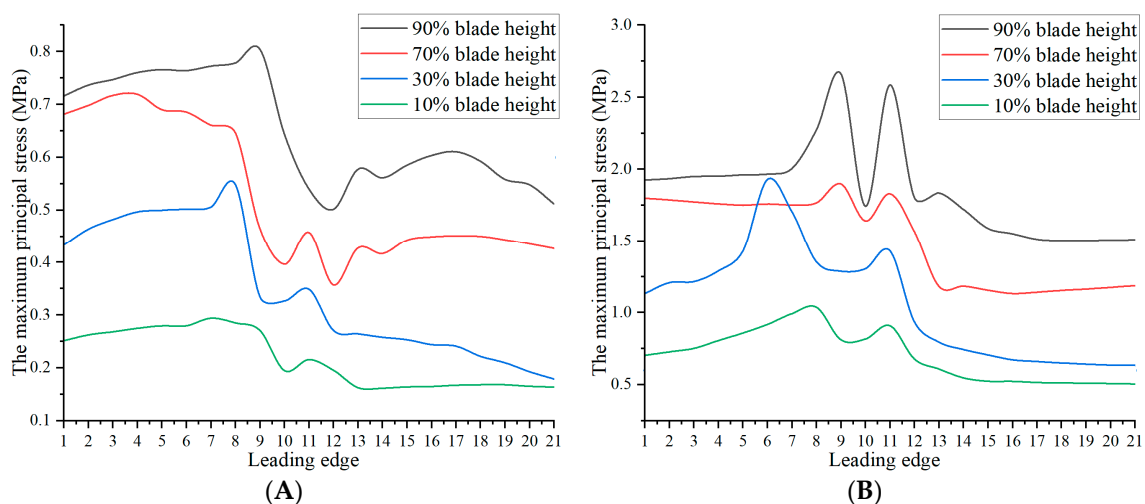 90% blade height
70% blade height
30% blade height
10% blade height
The maximum principal stress (MPa)
0.8
0.7
0.6
0.5
0.4
0.3
0.2
0.1
1 2 3 4 5 6 7 8 9 10 11 12 13 14 15 16 17 18 19 20 21
Leading edge
(A)
90% blade height
70% blade height
30% blade height
10% blade height
The maximum principal stress (MPa)
3.0
2.5
2.0
1.5
1.0
0.5
1 2 3 4 5 6 7 8 9 10 11 12 13 14 15 16 17 18 19 20 21
Leading edge
(B)